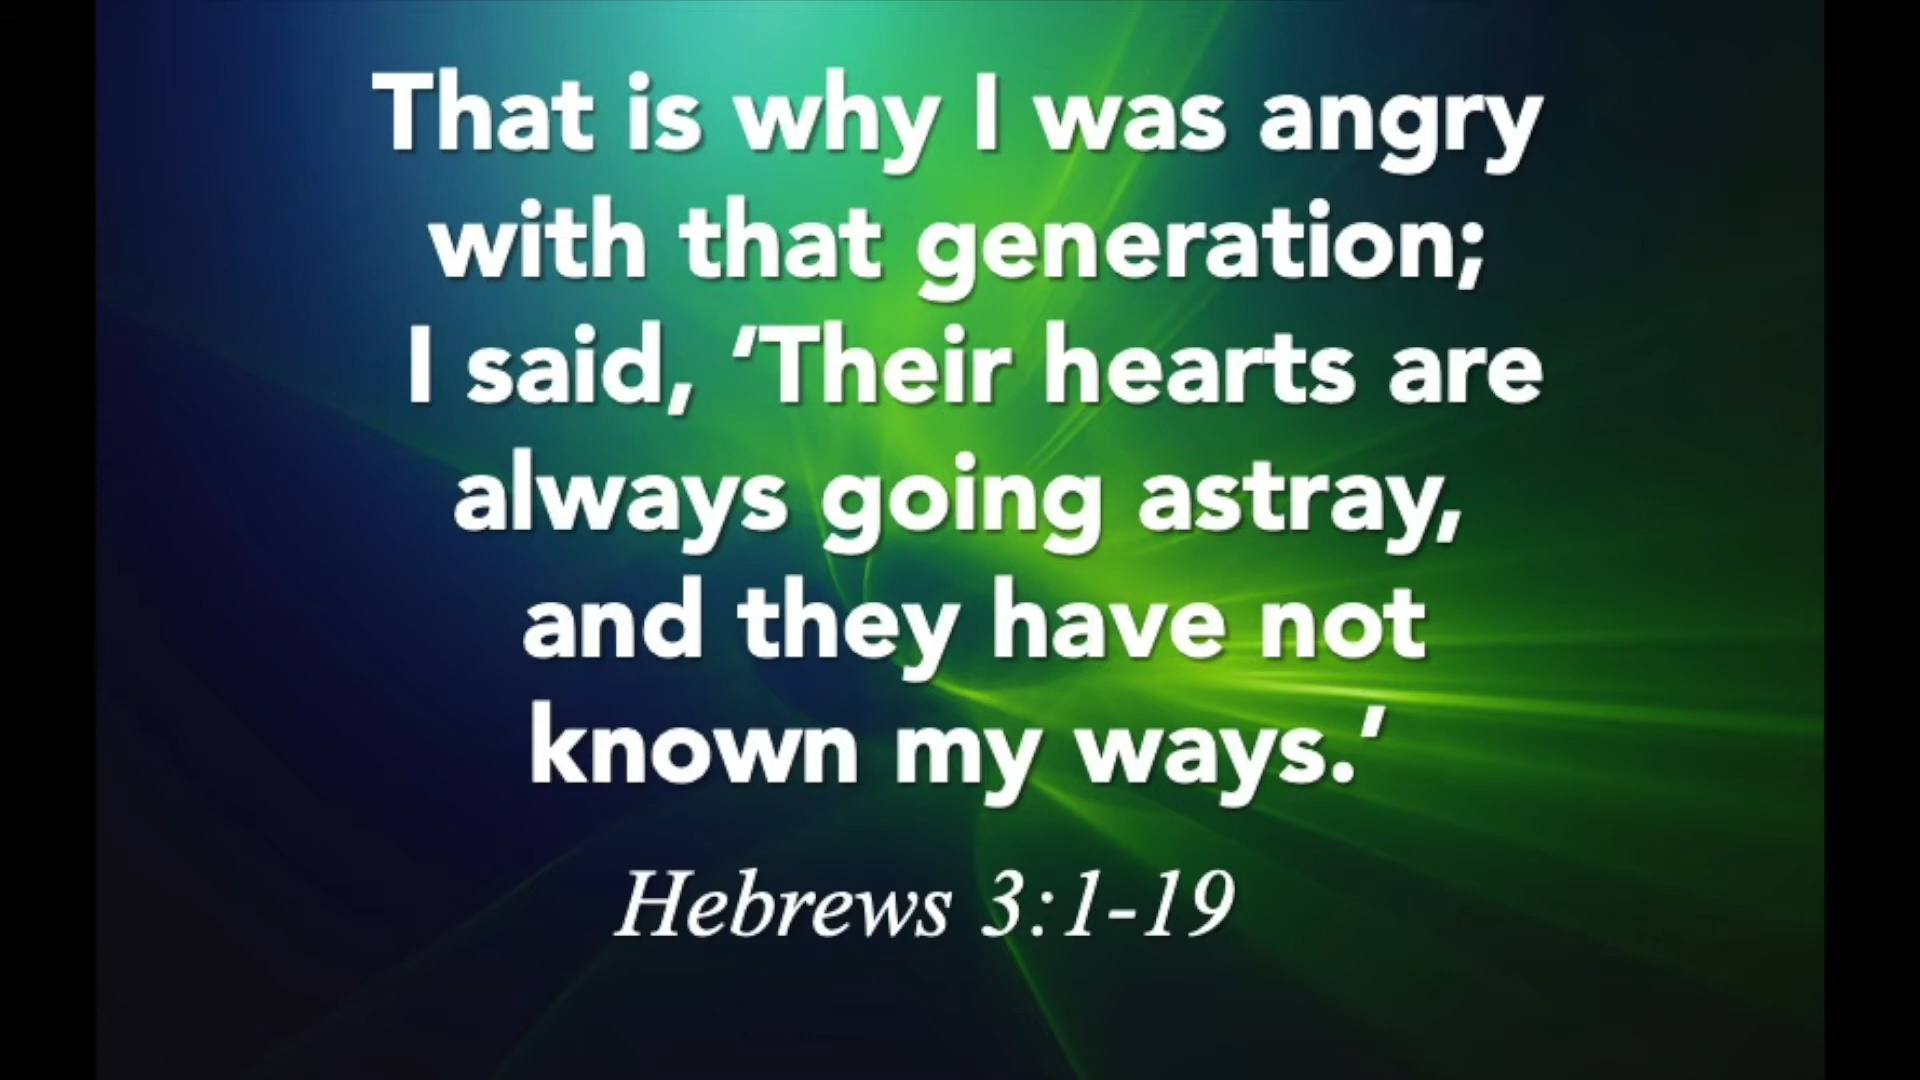 That is why I was angry
with that generation;
I said, ‘Their hearts are
always going astray,
and they have not
known my ways.’
Hebrews 3:1-19